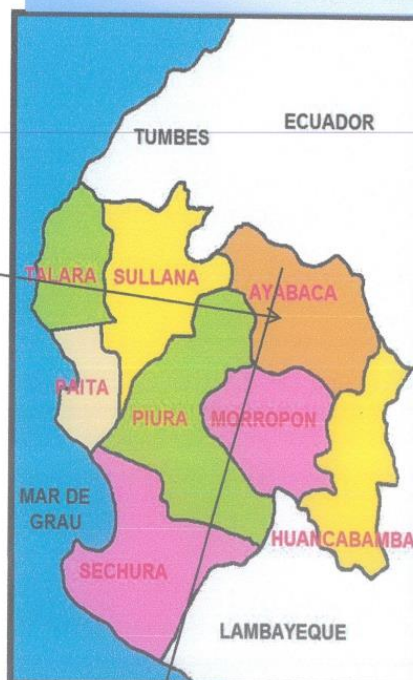 ECUADOR
TUMBES
TALARA
SULLANA
AYABACA
PAITA
PIURA
MORROPON
MAR DE
GRAU
HUANCABAMBA
SECHURA
LAMBAYEQUE